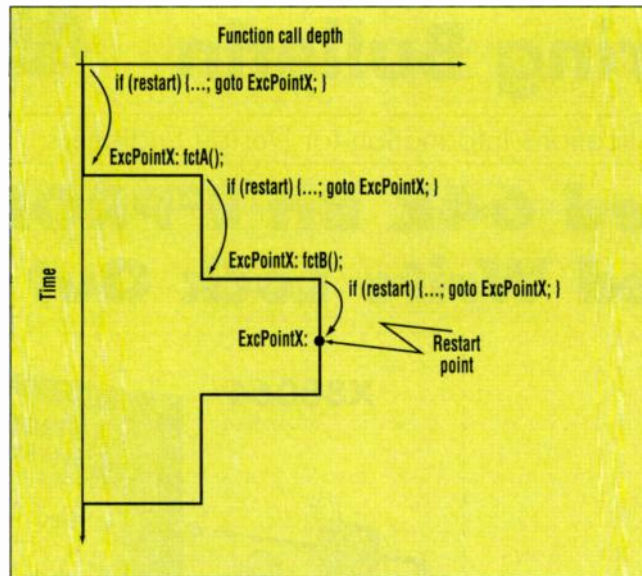 Function call depth
if (restart) {...; goto ExcPointX; }
ExcPointX: fctA();
if (restart) {...; goto ExcPointX; }
ExcPointX: fctB();
if (restart) {...; goto ExcPointX; }
Time
ExcPointX:
Restart
point